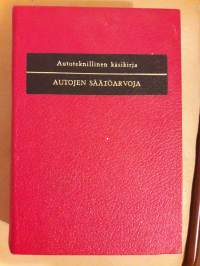 Autoteknillinen käsikirja
AUTOJEN SÄÄTÖARVOJA